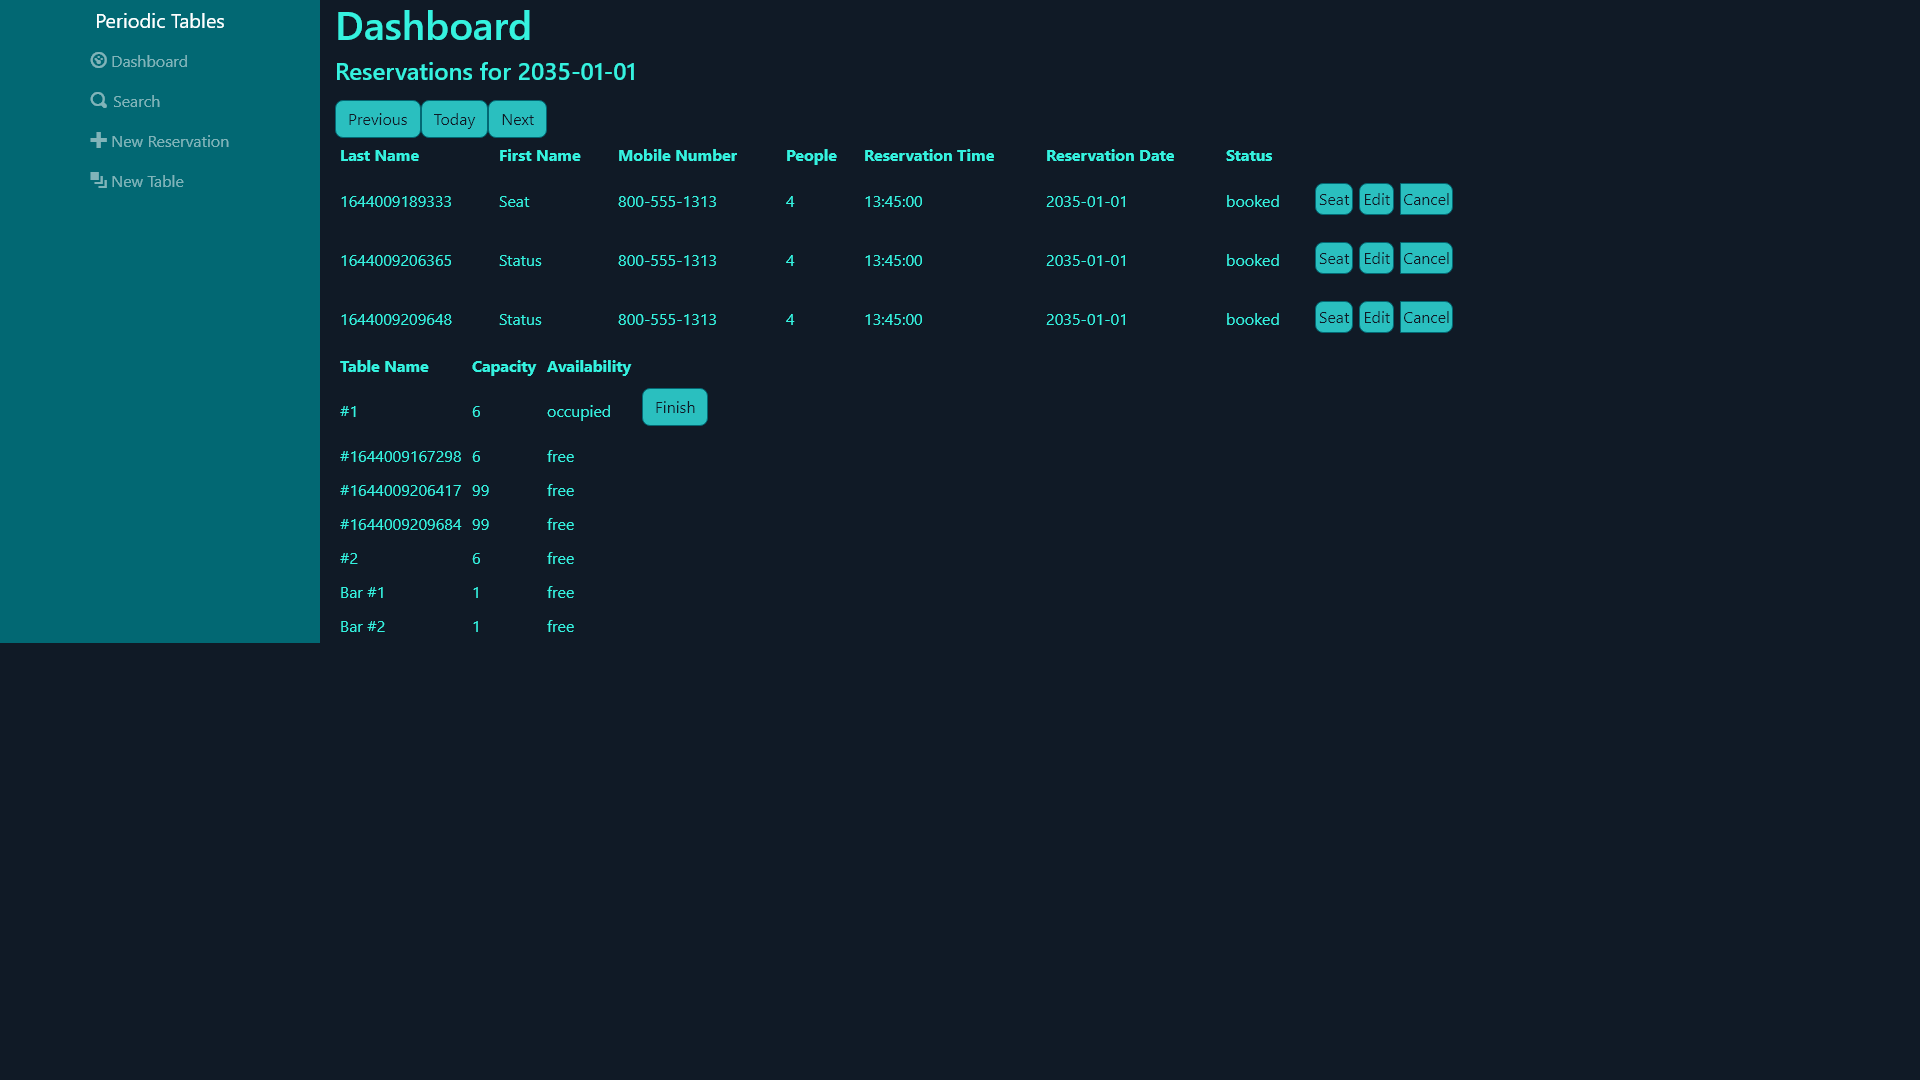 Periodic Tables
Dashboard
Search
New Reservation
New Table
Dashboard
Reservations for 2035-01-01
Previous Today Next
Last Name First Name Mobile Number People Reservation Time Reservation Date Status
1644009189333 Seat 800-555-1313 4 13:45:00 2035-01-01 booked Seat Edit Cancel
1644009206365 Status 800-555-1313 4 13:45:00 2035-01-01 booked Seat Edit Cancel
1644009209648 Status 800-555-1313 4 13:45:00 2035-01-01 booked Seat Edit Cancel
Table Name Capacity Availability
#1 6 occupied Finish
#1644009167298 6 free
#1644009206417 99 free
#1644009209684 99 free
#2 6 free
Bar #1 1 free
Bar #2 1 free